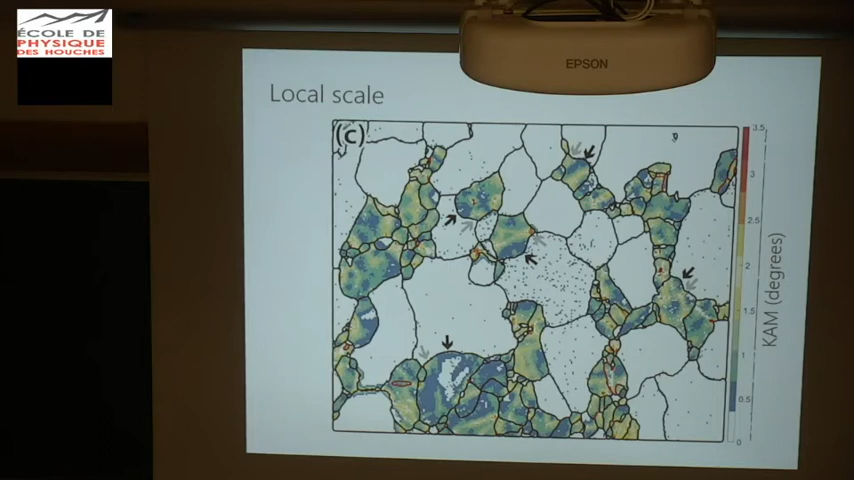 ÉCOLE DE
PHYSIQUE
DES HOUCHES
EPSON
Local scale
(c)
3.5
3
2.5
2
1.5
1
0.5
0
KAM (degrees)